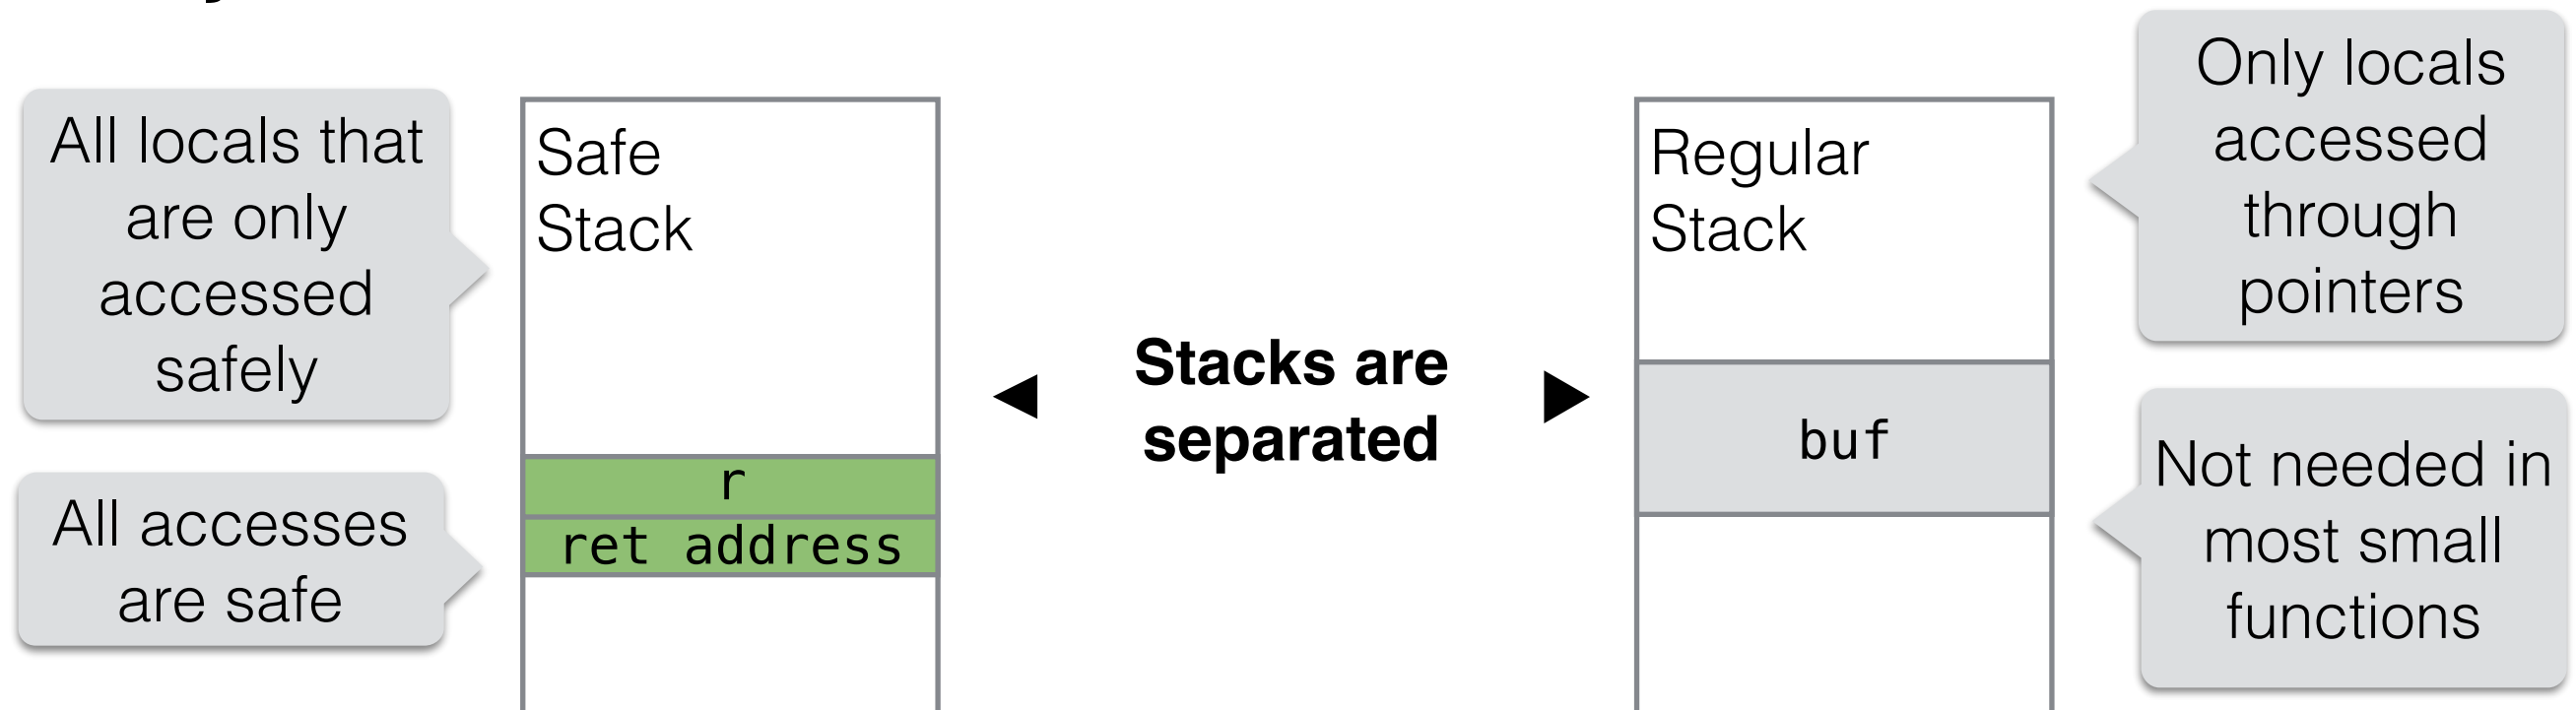 All locals that
are only
accessed
safely
All accesses
are safe
Safe
Stack
r
ret address
Stacks are
separated
Regular
Stack
buf
Only locals
accessed
through
pointers
Not needed in
most small
functions